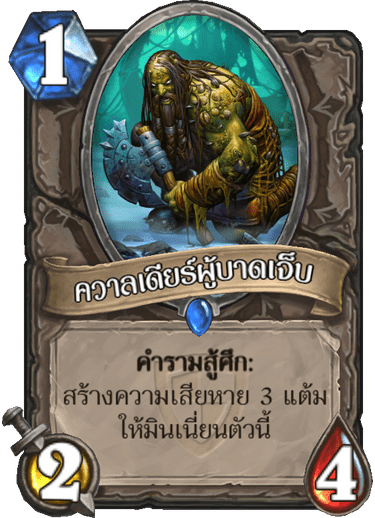 1
ควาลเดียร์ผู้บาดเจ็บ
คำรามสู้ศึก:
สร้างความเสียหาย 3 แต้ม
ให้มินเนี่ยนตัวนี้
2
4